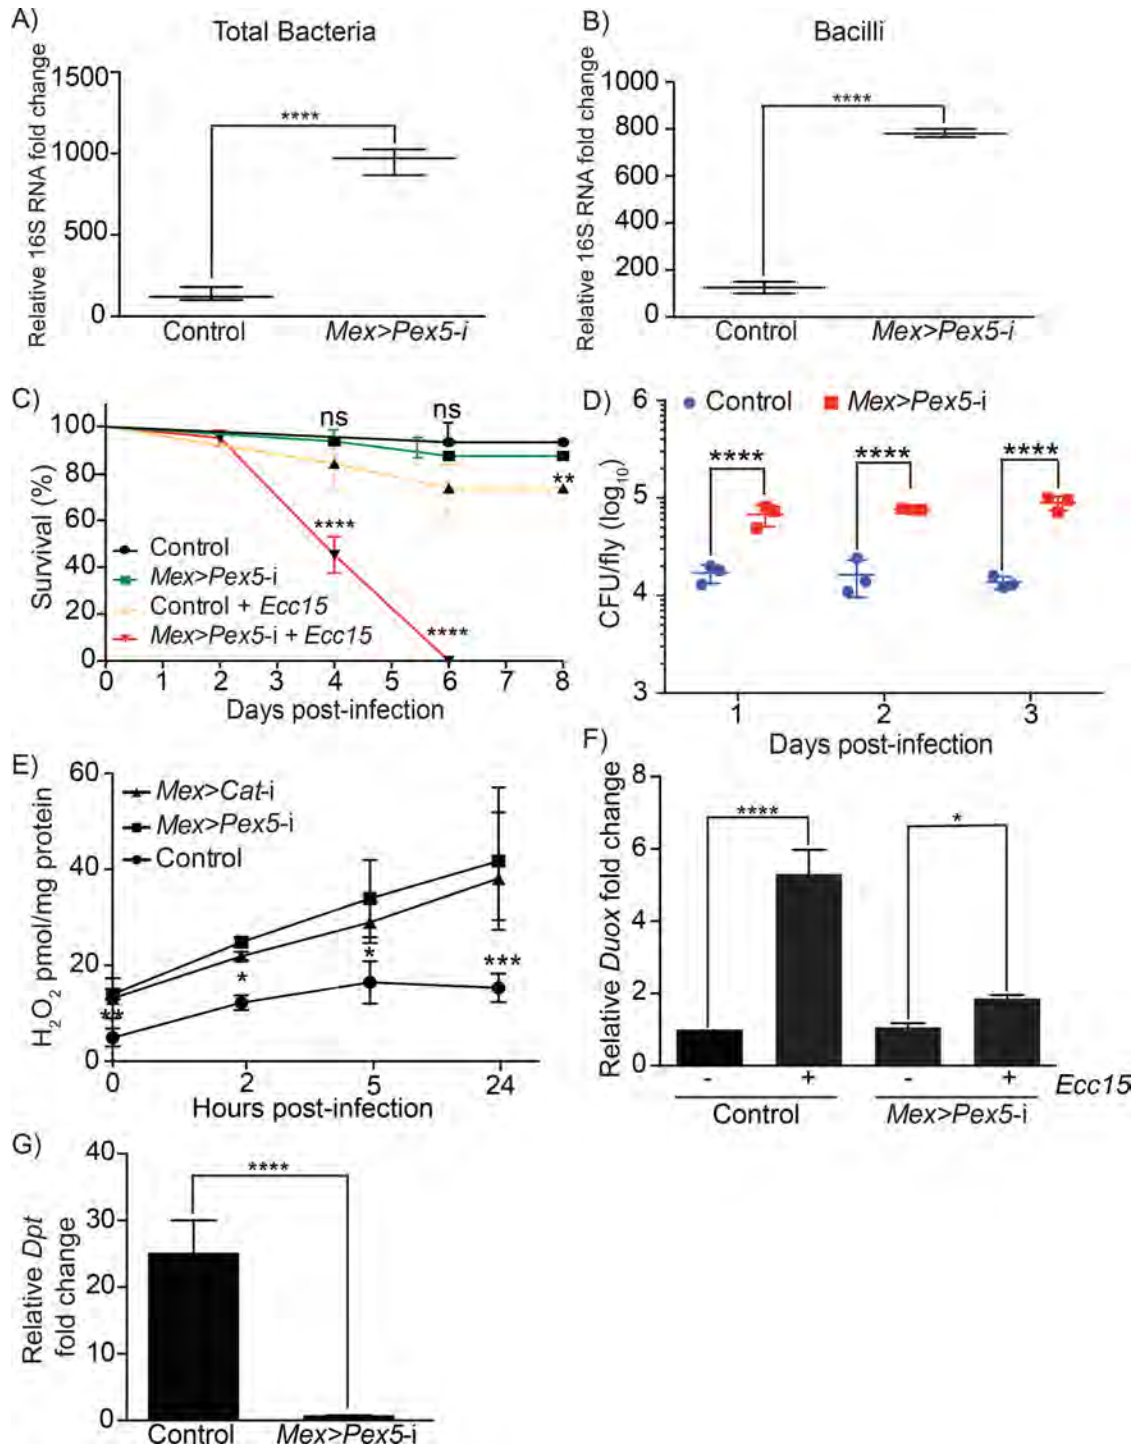 A)
Total Bacteria
Relative 16S RNA fold change
1500
1000
500
0
****
Control
Mex>Pex5-i
B)
Bacilli
Relative 16S RNA fold change
1000
800
600
400
200
0
****
Control
Mex>Pex5-i
C)
Survival (%)
100
80
60
40
20
0
ns
ns
**
****
****
Control
Mex>Pex5-i
Control + Ecc15
Mex>Pex5-i + Ecc15
0 1 2 3 4 5 6 7 8
Days post-infection
D)
Control
Mex>Pex5-i
CFU/fly (log10)
6
5
4
3
****
****
****
1 2 3
Days post-infection
E)
H2O2 pmol/mg protein
60
40
20
0
Mex>Cat-i
Mex>Pex5-i
Control
**
*
*
***
0 2 5 24
Hours post-infection
F)
Relative Duox fold change
8
6
4
2
0
****
*
- + - + Ecc15
Control
Mex>Pex5-i
G)
Relative Dpt
fold change
40
30
20
10
0
****
Control
Mex>Pex5-i